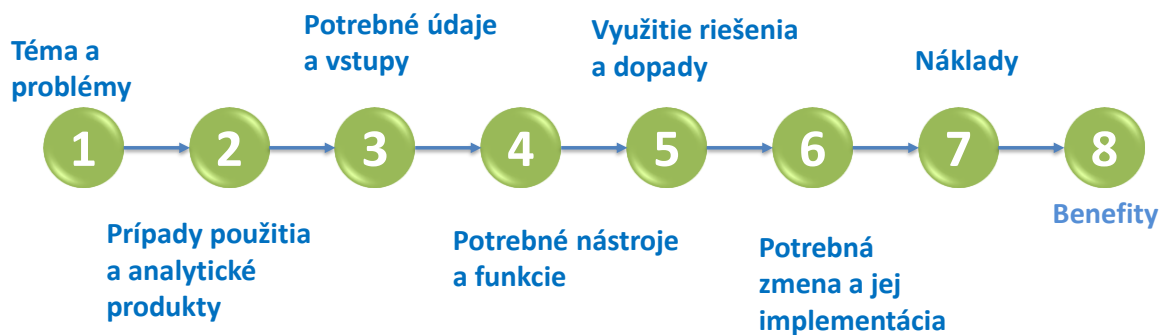 Téma a
problémy
1
Prípady použitia
a analytické
produkty
2
Potrebné údaje
a vstupy
3
Potrebné nástroje
a funkcie
4
Využitie riešenia
a dopady
5
Potrebná
zmena a jej
implementácia
6
Náklady
7
Benefity
8